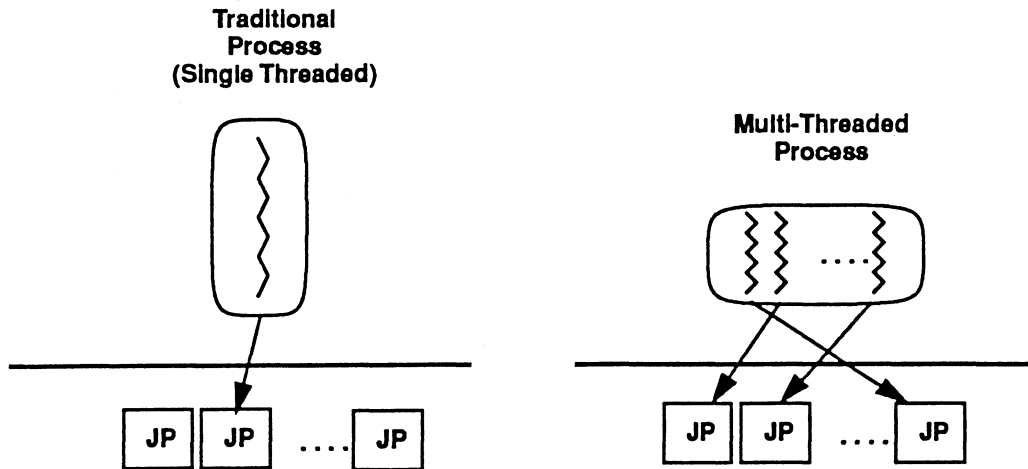 Traditional
Process
(Single Threaded)
Multi-Threaded
Process
....
JP JP .... JP
JP JP .... JP